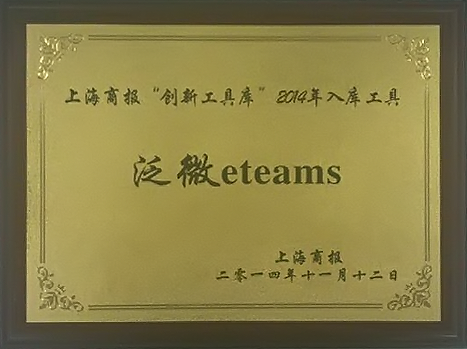 上海商报“创新工具库”2014年入库工具
泛微eteams
上海商报
二零一四年十一月十二日